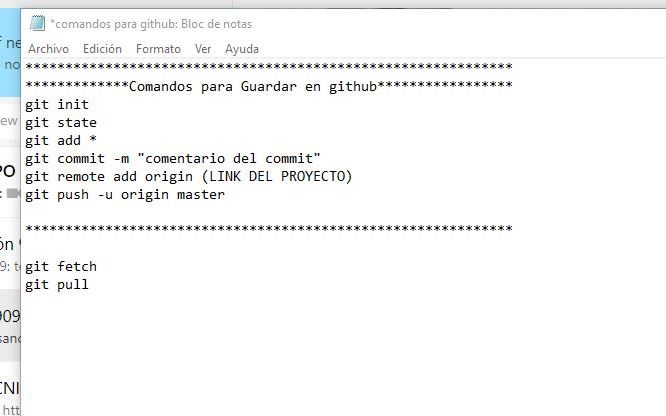 *comandos para github: Bloc de notas
Archivo Edición Formato Ver Ayuda
*************************************************************
*************Comandos para Guardar en github*****************
git init
git state
git add *
git commit -m "comentario del commit"
git remote add origin (LINK DEL PROYECTO)
git push -u origin master
*************************************************************
git fetch
git pull